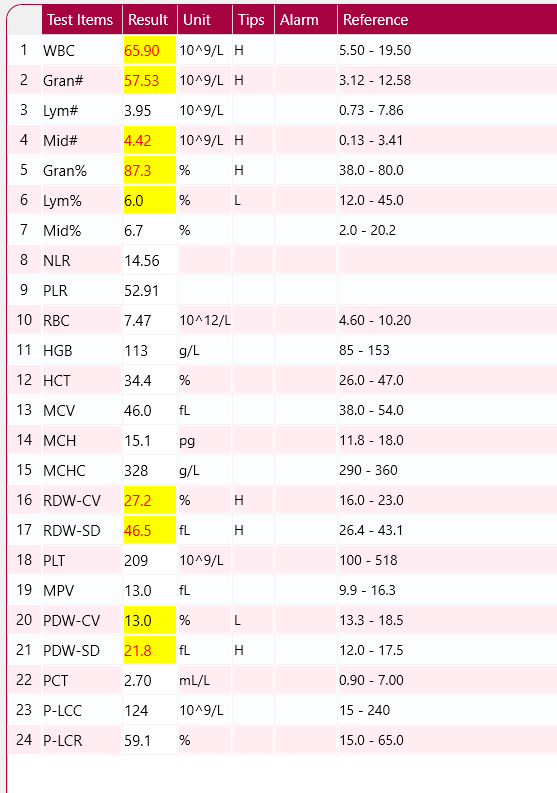 Test Items Result Unit Tips Alarm Reference
1 WBC 65.90 10^9/L H 5.50 - 19.50
2 Gran# 57.53 10^9/L H 3.12 - 12.58
3 Lym# 3.95 10^9/L 0.73 - 7.86
4 Mid# 4.42 10^9/L H 0.13 - 3.41
5 Gran% 87.3 % H 38.0 - 80.0
6 Lym% 6.0 % L 12.0 - 45.0
7 Mid% 6.7 % 2.0 - 20.2
8 NLR 14.56
9 PLR 52.91
10 RBC 7.47 10^12/L 4.60 - 10.20
11 HGB 113 g/L 85 - 153
12 HCT 34.4 % 26.0 - 47.0
13 MCV 46.0 fL 38.0 - 54.0
14 MCH 15.1 pg 11.8 - 18.0
15 MCHC 328 g/L 290 - 360
16 RDW-CV 27.2 % H 16.0 - 23.0
17 RDW-SD 46.5 fL H 26.4 - 43.1
18 PLT 209 10^9/L 100 - 518
19 MPV 13.0 fL 9.9 - 16.3
20 PDW-CV 13.0 % L 13.3 - 18.5
21 PDW-SD 21.8 fL H 12.0 - 17.5
22 PCT 2.70 mL/L 0.90 - 7.00
23 P-LCC 124 10^9/L 15 - 240
24 P-LCR 59.1 % 15.0 - 65.0